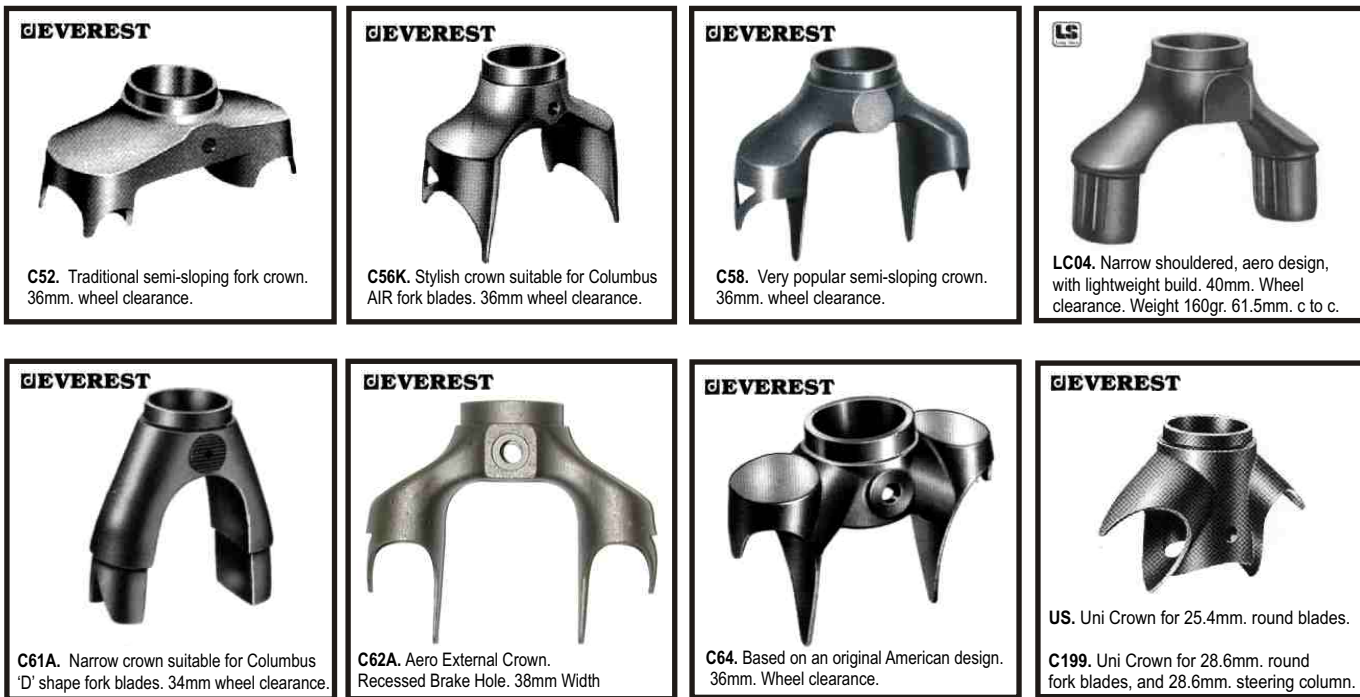 EVEREST
C52. Traditional semi-sloping fork crown.
36mm. wheel clearance.
EVEREST
C56K. Stylish crown suitable for Columbus
AIR fork blades. 36mm wheel clearance.
EVEREST
C58. Very popular semi-sloping crown.
36mm. wheel clearance.
LS
LC04. Narrow shouldered, aero design,
with lightweight build. 40mm. Wheel
clearance. Weight 160gr. 61.5mm. c to c.
EVEREST
C61A. Narrow crown suitable for Columbus
‘D’ shape fork blades. 34mm wheel clearance.
EVEREST
C62A. Aero External Crown.
Recessed Brake Hole. 38mm Width
EVEREST
C64. Based on an original American design.
36mm. Wheel clearance.
EVEREST
US. Uni Crown for 25.4mm. round blades.
C199. Uni Crown for 28.6mm. round
fork blades, and 28.6mm. steering column.